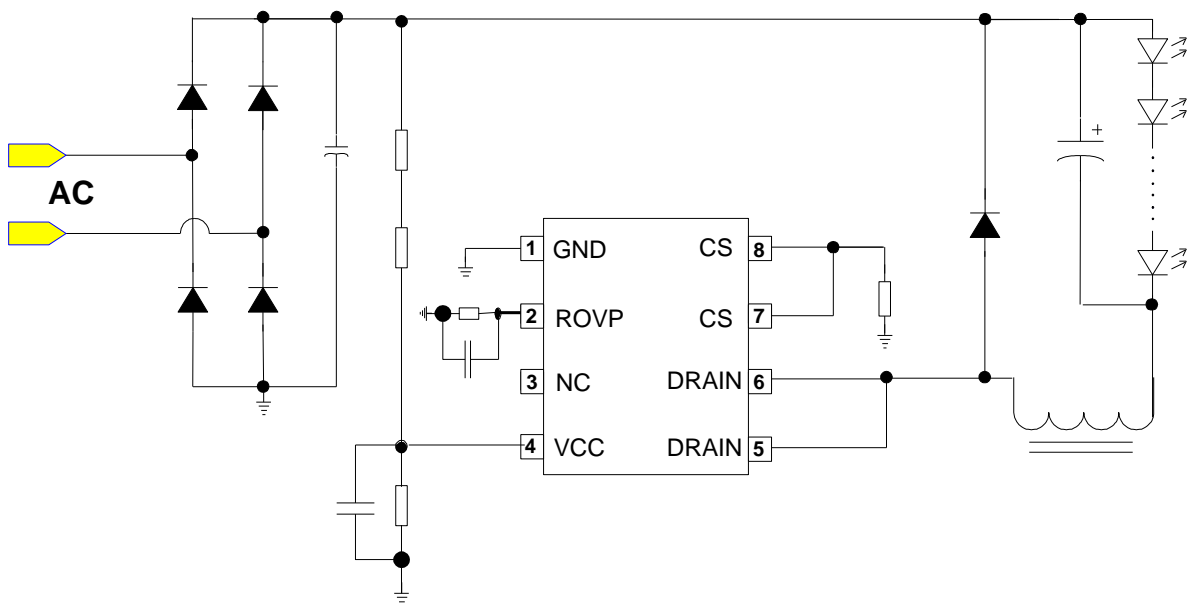 AC
1 GND CS 8
2 ROVP CS 7
3 NC DRAIN 6
4 VCC DRAIN 5
+